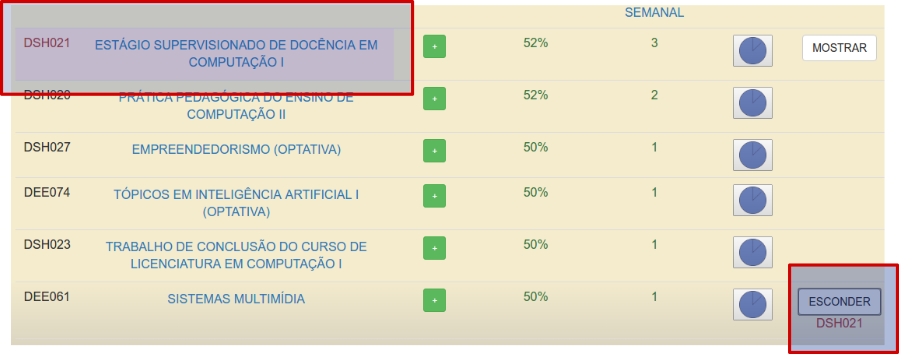 SEMANAL
DSH021 ESTÁGIO SUPERVISIONADO DE DOCÊNCIA EM + 52% 3 MOSTRAR
COMPUTAÇÃO I
DSH020 PRÁTICA PEDAGÓGICA DO ENSINO DE + 52% 2
COMPUTAÇÃO II
DSH027 EMPREENDEDORISMO (OPTATIVA) + 50% 1
DEE074 TÓPICOS EM INTELIGÊNCIA ARTIFICIAL I + 50% 1
(OPTATIVA)
DSH023 TRABALHO DE CONCLUSÃO DO CURSO DE + 50% 1
LICENCIATURA EM COMPUTAÇÃO I
DEE061 SISTEMAS MULTIMÍDIA + 50% 1 ESCONDER
DSH021